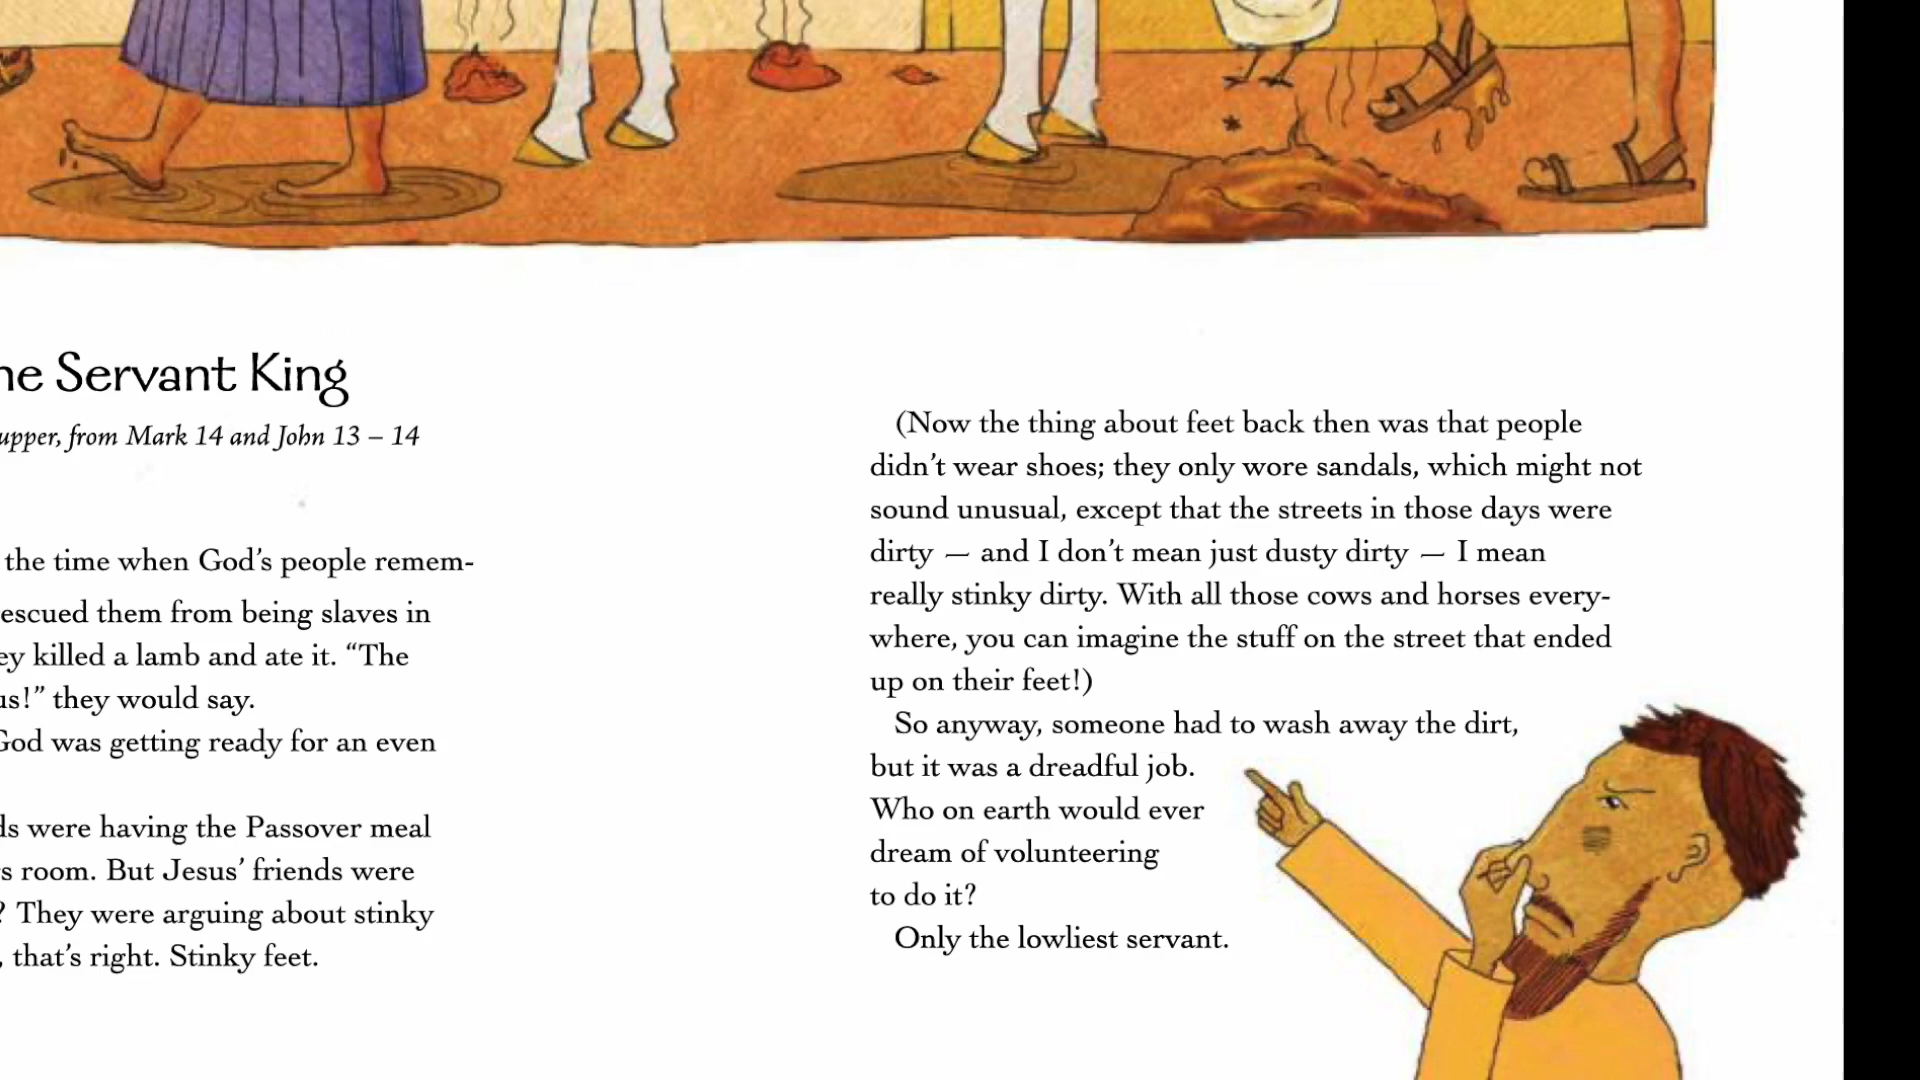 Servant King
from Mark 14 and John 13 – 14
the time when God’s people remem-
them from being slaves in
killed a lamb and ate it. “The
us!” they would say.
God was getting ready for an even
were having the Passover meal
room. But Jesus’ friends were
They were arguing about stinky
that’s right. Stinky feet.
(Now the thing about feet back then was that people
didn’t wear shoes; they only wore sandals, which might not
sound unusual, except that the streets in those days were
dirty — and I don’t mean just dusty dirty — I mean
really stinky dirty. With all those cows and horses every-
where, you can imagine the stuff on the street that ended
up on their feet!)
So anyway, someone had to wash away the dirt,
but it was a dreadful job.
Who on earth would ever
dream of volunteering
to do it?
Only the lowliest servant.